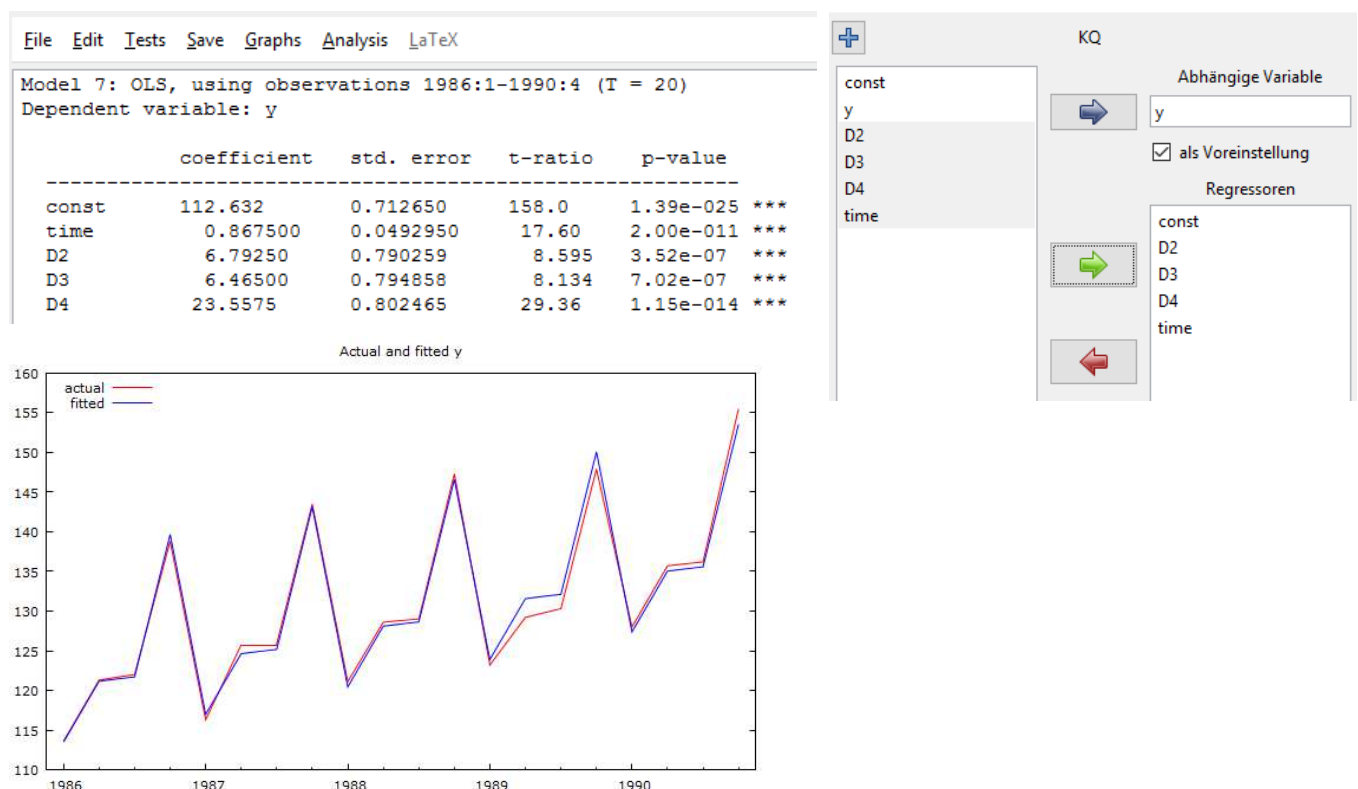 File Edit Tests Save Graphs Analysis LaTeX
Model 7: OLS, using observations 1986:1-1990:4 (T = 20)
Dependent variable: y
coefficient std. error t-ratio p-value
---------------------------------------------------------
const 112.632 0.712650 158.0 1.39e-025 ***
time 0.867500 0.0492950 17.60 2.00e-011 ***
D2 6.79250 0.790259 8.595 3.52e-07 ***
D3 6.46500 0.794858 8.134 7.02e-07 ***
D4 23.5575 0.802465 29.36 1.15e-014 ***
KQ
const
y
D2
D3
D4
time
Abhängige Variable
y
als Voreinstellung
Regressoren
const
D2
D3
D4
time
Actual and fitted y
actual
fitted
160
155
150
145
140
135
130
125
120
115
110
1986 1987 1988 1989 1990